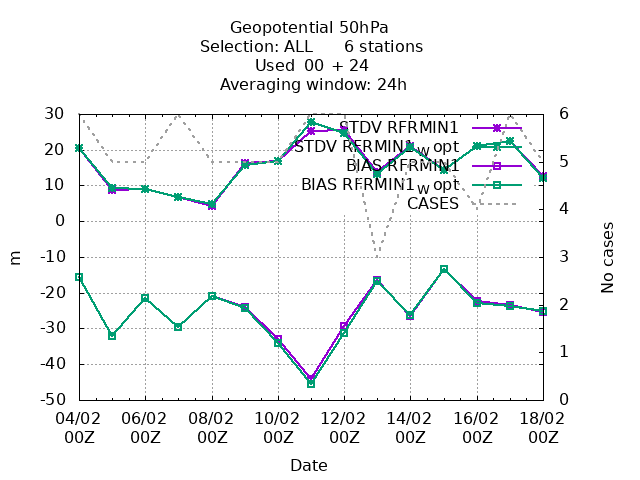 Geopotential 50hPa
Selection: ALL 6 stations
Used 00 + 24
Averaging window: 24h
30
20
10
0
-10
-20
-30
-40
-50
m
6
5
4
3
2
1
0
No cases
STDV RFRMIN1
STDV RFRMIN1w opt
BIAS RFRMIN1
BIAS RFRMIN1w opt
CASES
04/02 06/02 08/02 10/02 12/02 14/02 16/02 18/02
00Z 00Z 00Z 00Z 00Z 00Z 00Z 00Z
Date